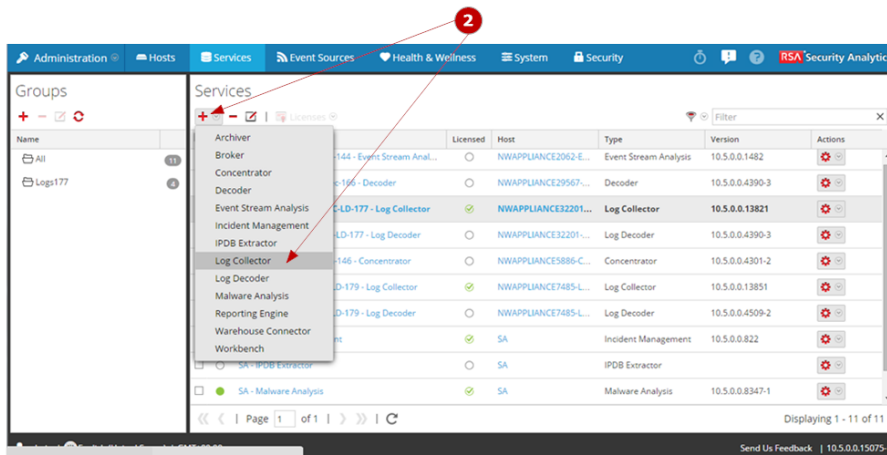 2
Administration Hosts Services Event Sources Health & Wellness System Security RSA Security Analytic
Groups
Name
All 11
Logs177 4
Services
Licenses Filter
Licensed Host Type Version Actions
Archiver
Broker
Concentrator
Decoder
Event Stream Analysis
Incident Management
IPDB Extractor
Log Collector
Log Decoder
Malware Analysis
Reporting Engine
Warehouse Connector
Workbench
-144 - Event Stream Anal... NWAPPLIANCE2062-E... Event Stream Analysis 10.5.0.0.1482
-166 - Decoder NWAPPLIANCE29567-... Decoder 10.5.0.0.4390-3
-LD-177 - Log Collector NWAPPLIANCE32201... Log Collector 10.5.0.0.13821
-LD-177 - Log Decoder NWAPPLIANCE32201-... Log Decoder 10.5.0.0.4390-3
-146 - Concentrator NWAPPLIANCE5886-C... Concentrator 10.5.0.0.4301-2
D-179 - Log Collector NWAPPLIANCE7485-L... Log Collector 10.5.0.0.13851
D-179 - Log Decoder NWAPPLIANCE7485-L... Log Decoder 10.5.0.0.4509-2
nt SA Incident Management 10.5.0.0.822
SA - IPDB Extractor SA IPDB Extractor
SA - Malware Analysis SA Malware Analysis 10.5.0.0.8347-1
Page 1 of 1 Displaying 1 - 11 of 11
Send Us Feedback | 10.5.0.0.15075-